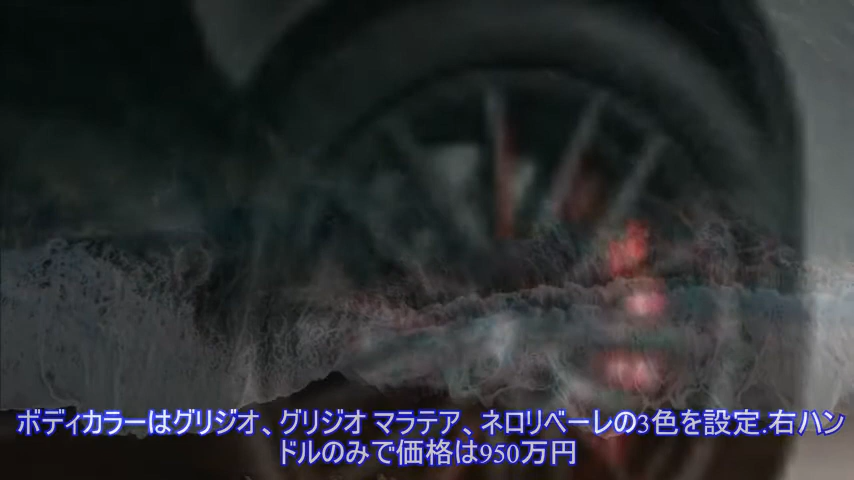 ボディカラーはグリジオ、グリジオ マラテア、ネロリベーレの3色を設定.右ハン
ドルのみで価格は950万円